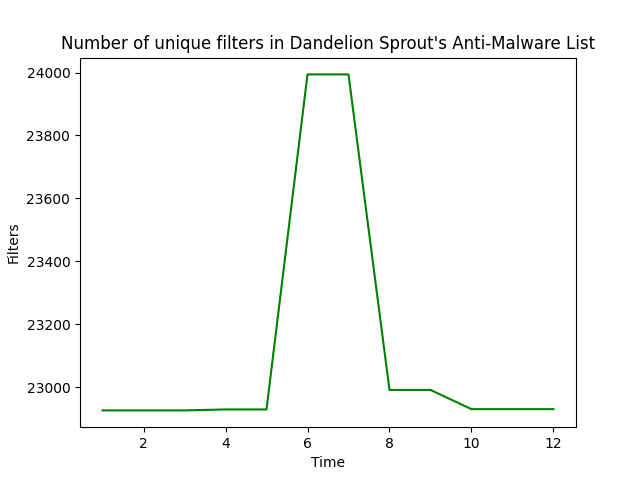 Number of unique filters in Dandelion Sprout's Anti-Malware List
24000
23800
23600
23400
23200
23000
Filters
2 4 6 8 10 12
Time